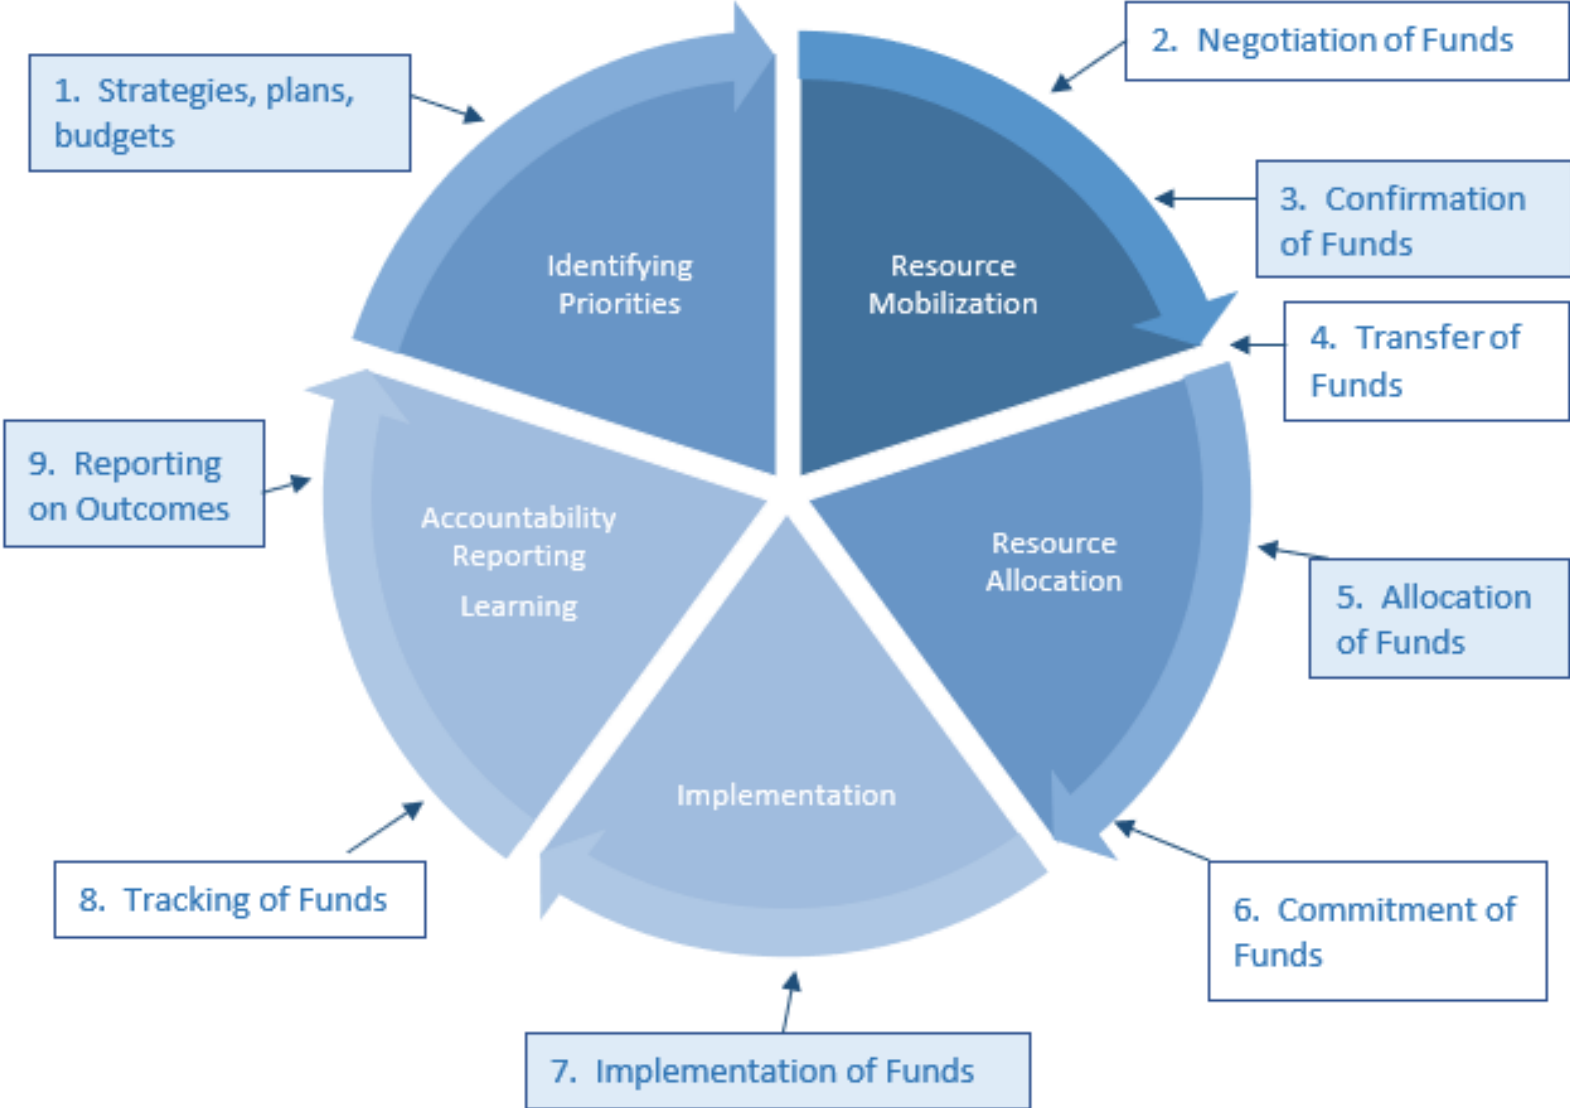 1. Strategies, plans,
budgets
2. Negotiation of Funds
3. Confirmation
of Funds
4. Transfer of
Funds
5. Allocation
of Funds
6. Commitment of
Funds
7. Implementation of Funds
8. Tracking of Funds
9. Reporting
on Outcomes
Identifying
Priorities
Resource
Mobilization
Resource
Allocation
Implementation
Accountability
Reporting
Learning